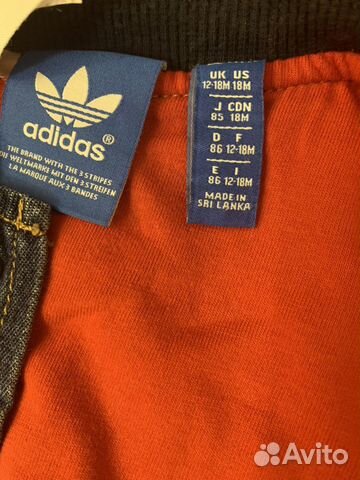 adidas®
THE BRAND WITH THE 3 STRIPES
DIE WELTMARKE MIT DEN 3 STREIFEN
LA MARQUE AUX 3 BANDES
UK US
12-18M 18M
J CDN
85 18M
D F
86 12-18M
E I
86 12-18M
MADE IN
SRI LANKA
Avito